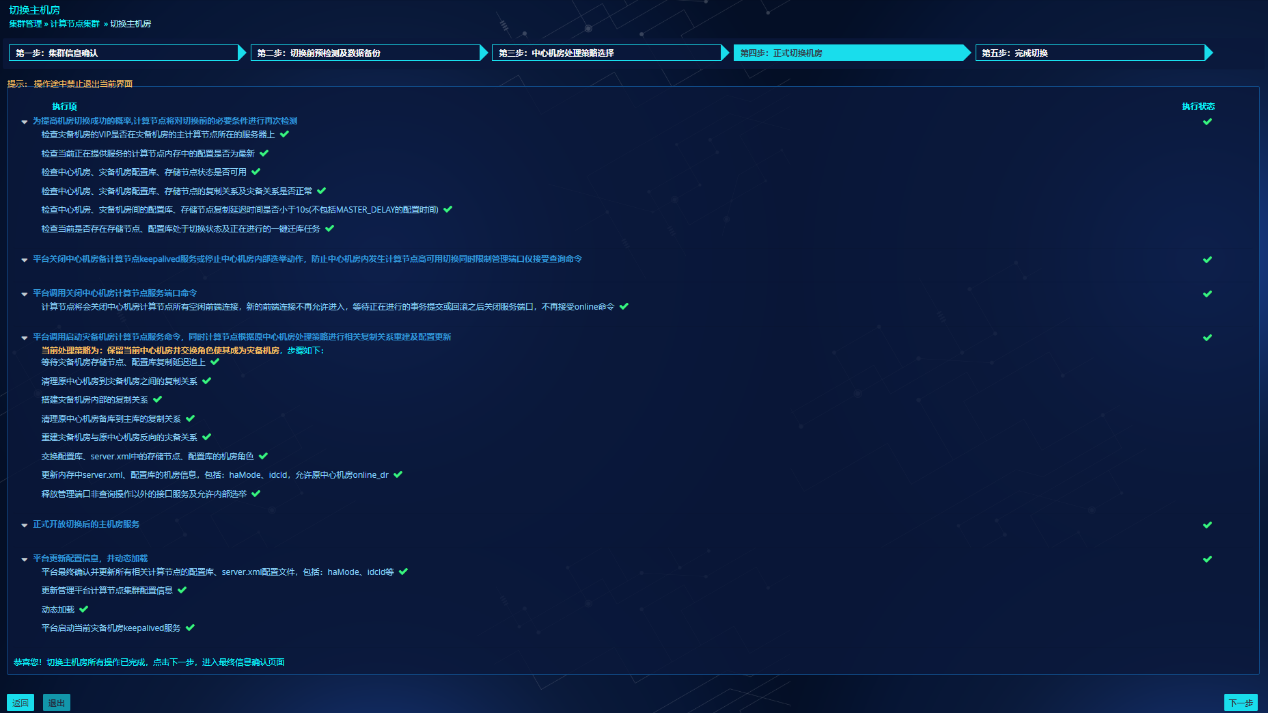 切换主机房
集群管理 » 计算节点集群 » 切换主机房
第一步：集群信息确认
第二步：切换前预检测及数据备份
第三步：中心机房处理策略选择
第四步：正式切换机房
第五步：完成切换
提示： 操作途中禁止退出当前界面
执行项 执行状态
为提高机房切换成功的概率,计算节点将对切换前的必要条件进行再次检测
检查灾备机房的VIP是否在灾备机房的主计算节点所在的服务器上
检查当前正在提供服务的计算节点内存中的配置是否为最新
检查中心机房、灾备机房配置库、存储节点状态是否可用
检查中心机房、灾备机房配置库、存储节点的复制关系及灾备关系是否正常
检查中心机房、灾备机房间的配置库、存储节点复制延迟时间是否小于10s(不包括MASTER_DELAY的配置时间)
检查当前是否存在存储节点、配置库处于切换状态及正在进行的一键迁库任务
平台关闭中心机房备计算节点keepalived服务或停止中心机房内部选举动作，防止中心机房内发生计算节点高可用切换同时限制管理端口仅接受查询命令
平台调用关闭中心机房计算节点服务端口命令
计算节点将会关闭中心机房计算节点所有空闲前端连接，新的前端连接不再允许进入，等待正在进行的事务提交或回滚之后关闭服务端口，不再接受online命令
平台调用启动灾备机房计算节点服务命令，同时计算节点根据原中心机房处理策略进行相关复制关系重建及配置更新
当前处理策略为：保留当前中心机房并交换角色使其成为灾备机房，步骤如下：
等待灾备机房存储节点、配置库复制延迟追上
清理原中心机房到灾备机房之间的复制关系
搭建灾备机房内部的复制关系
清理原中心机房备库到主库的复制关系
重建灾备机房与原中心机房反向的灾备关系
交换配置库、server.xml中的存储节点、配置库的机房角色
更新内存中server.xml、配置库的机房信息，包括：haMode、idcId，允许原中心机房online_dr
释放管理端口非查询操作以外的接口服务及允许内部选举
正式开放切换后的主机房服务
平台更新配置信息，并动态加载
平台最终确认并更新所有相关计算节点的配置库、server.xml配置文件，包括：haMode、idcId等
更新管理平台计算节点集群配置信息
动态加载
平台启动当前灾备机房keepalived服务
恭喜您！切换主机房所有操作已完成，点击下一步，进入最终信息确认页面
返回 退出 下一步